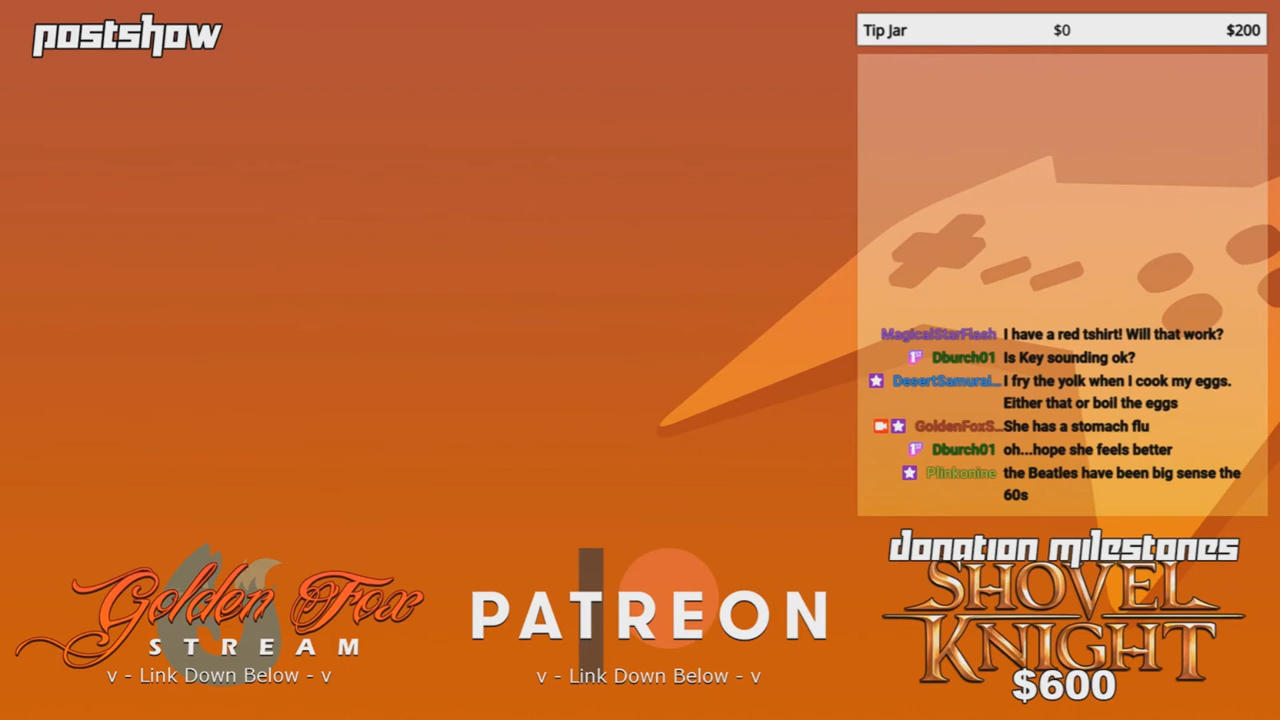 postshow
Tip Jar $0 $200
MagicalStarFlash I have a red tshirt! Will that work?
Dburch01 Is Key sounding ok?
DesertSamurai... I fry the yolk when I cook my eggs.
Either that or boil the eggs
GoldenFoxS... She has a stomach flu
Dburch01 oh...hope she feels better
Plinkonine the Beatles have been big sense the
60s
Golden Fox
STREAM
v - Link Down Below - v
PATREON
v - Link Down Below - v
donation milestones
SHOVEL
KNIGHT
$600